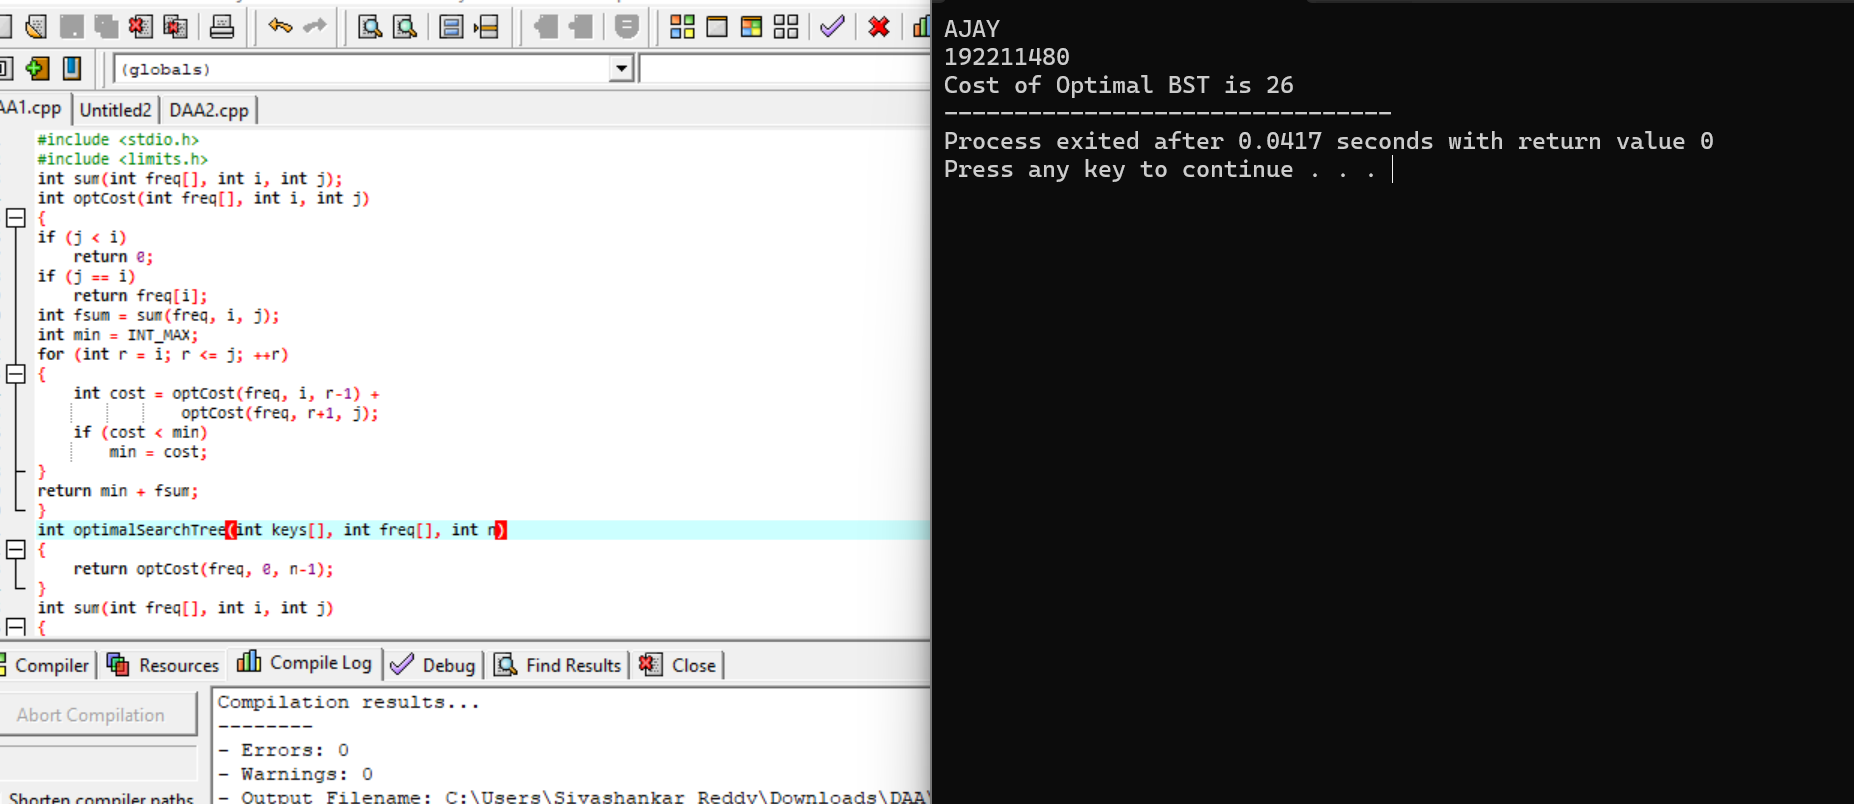 (globals)
AA1.cpp Untitled2 DAA2.cpp
#include <stdio.h>
#include <limits.h>
int sum(int freq[], int i, int j);
int optCost(int freq[], int i, int j)
{
if (j < i)
return 0;
if (j == i)
return freq[i];
int fsum = sum(freq, i, j);
int min = INT_MAX;
for (int r = i; r <= j; ++r)
{
int cost = optCost(freq, i, r-1) +
optCost(freq, r+1, j);
if (cost < min)
min = cost;
}
return min + fsum;
}
int optimalSearchTree(int keys[], int freq[], int n)
{
return optCost(freq, 0, n-1);
}
int sum(int freq[], int i, int j)
{
Compiler Resources Compile Log Debug Find Results Close
Abort Compilation
Shorten compiler paths
Compilation results...
--------
- Errors: 0
- Warnings: 0
- Output Filename: C:\Users\Sivashankar Reddy\Downloads\DAA\
AJAY
192211480
Cost of Optimal BST is 26
--------------------------------
Process exited after 0.0417 seconds with return value 0
Press any key to continue . . .